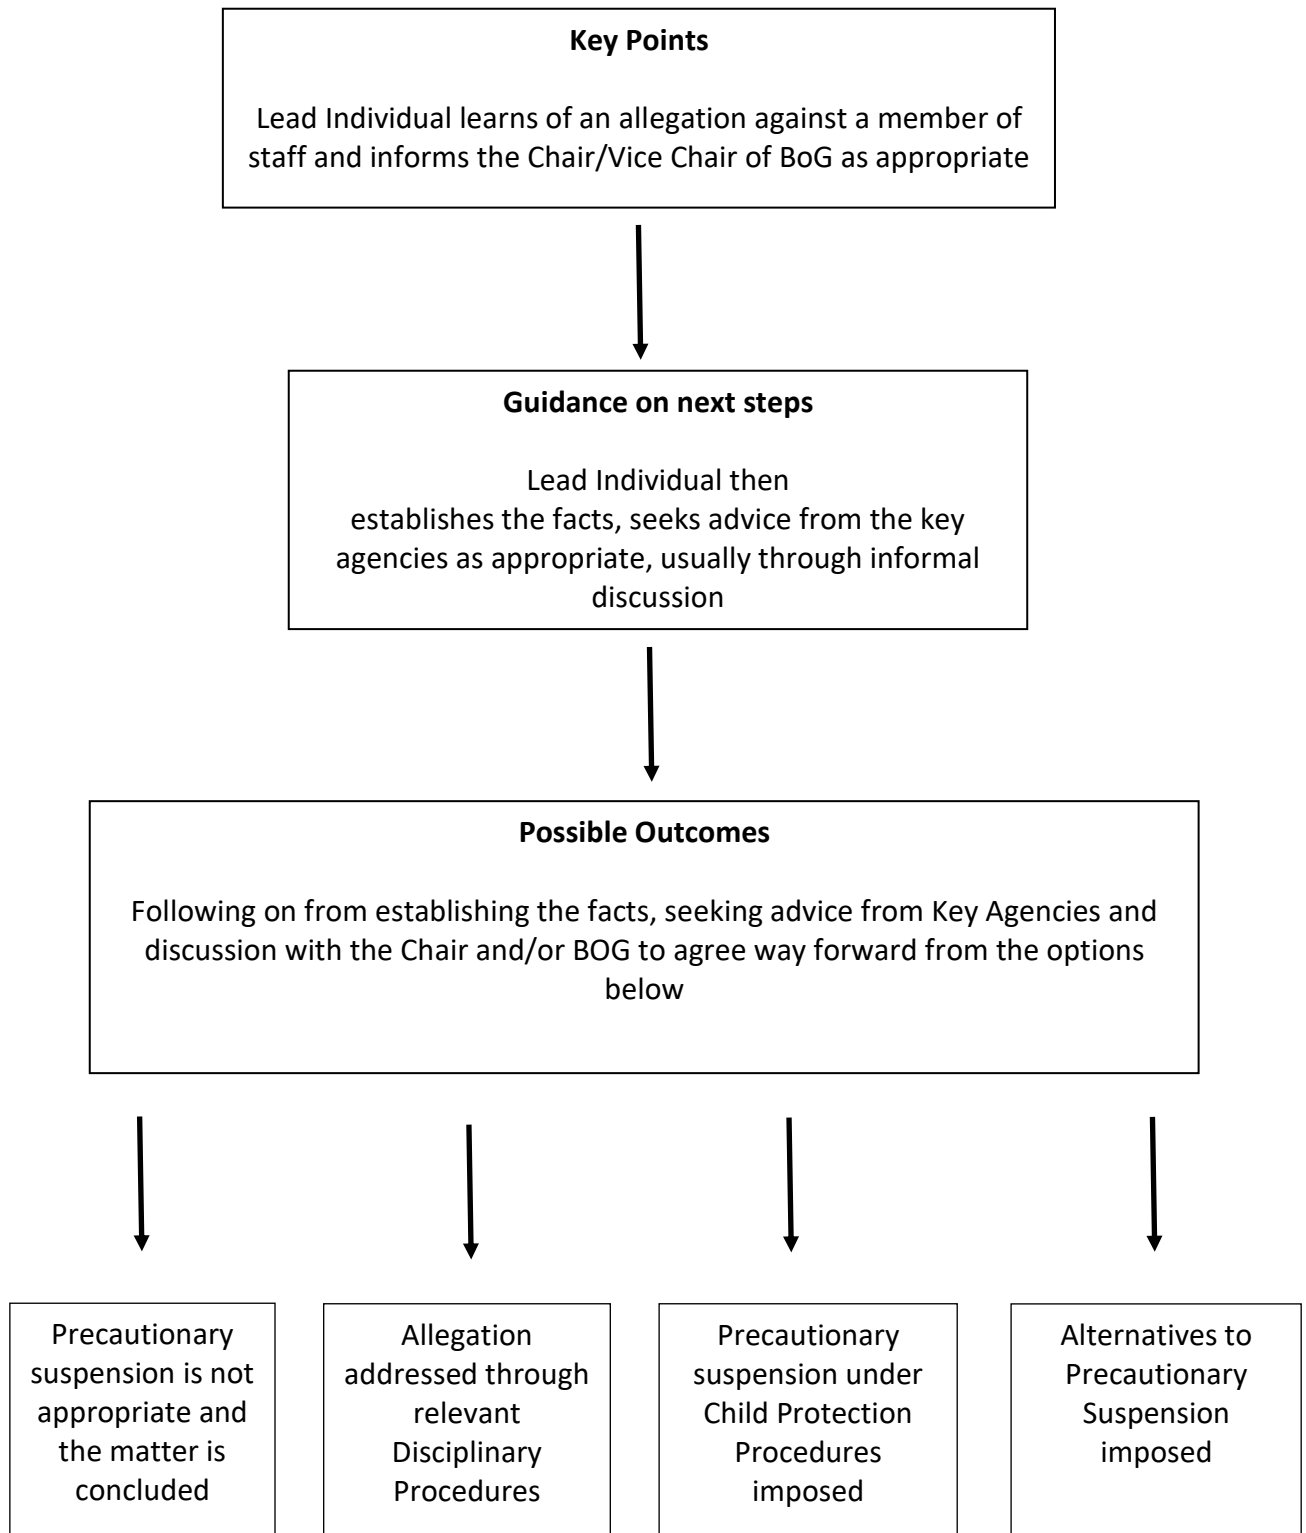 Key Points
Lead Individual learns of an allegation against a member of
staff and informs the Chair/Vice Chair of BoG as appropriate
Guidance on next steps
Lead Individual then
establishes the facts, seeks advice from the key
agencies as appropriate, usually through informal
discussion
Possible Outcomes
Following on from establishing the facts, seeking advice from Key Agencies and
discussion with the Chair and/or BOG to agree way forward from the options
below
Precautionary
suspension is not
appropriate and
the matter is
concluded
Allegation
addressed through
relevant
Disciplinary
Procedures
Precautionary
suspension under
Child Protection
Procedures
imposed
Alternatives to
Precautionary
Suspension
imposed